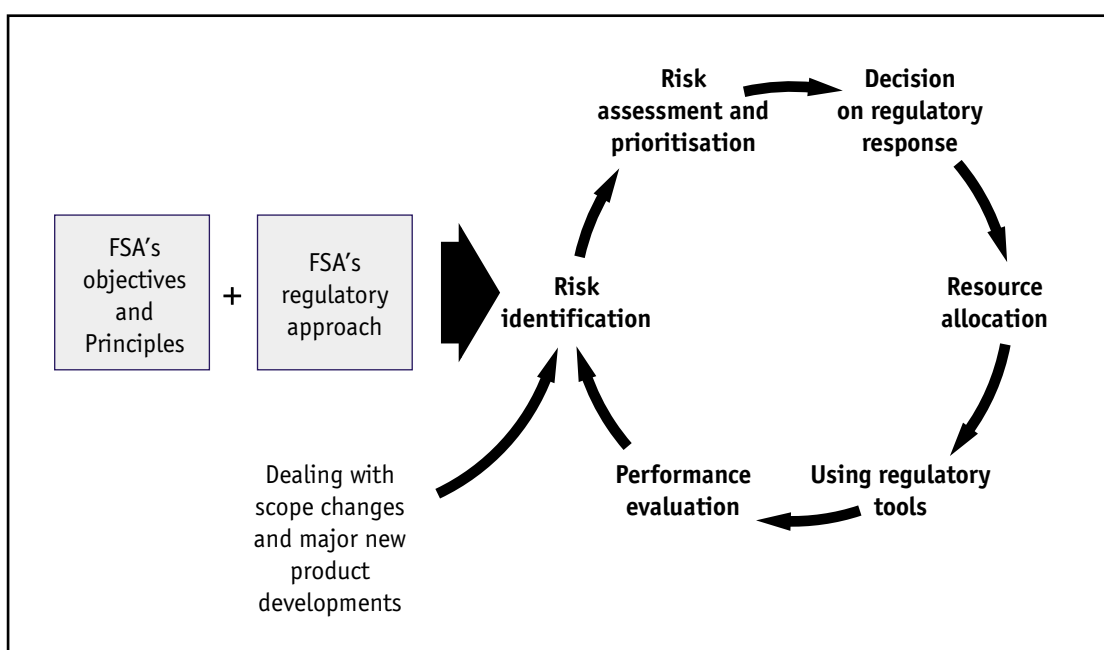 FSA's
objectives
and
Principles
+
FSA's
regulatory
approach
Risk
identification
Risk
assessment and
prioritisation
Decision
on regulatory
response
Resource
allocation
Using regulatory
tools
Performance
evaluation
Dealing with
scope changes
and major new
product
developments